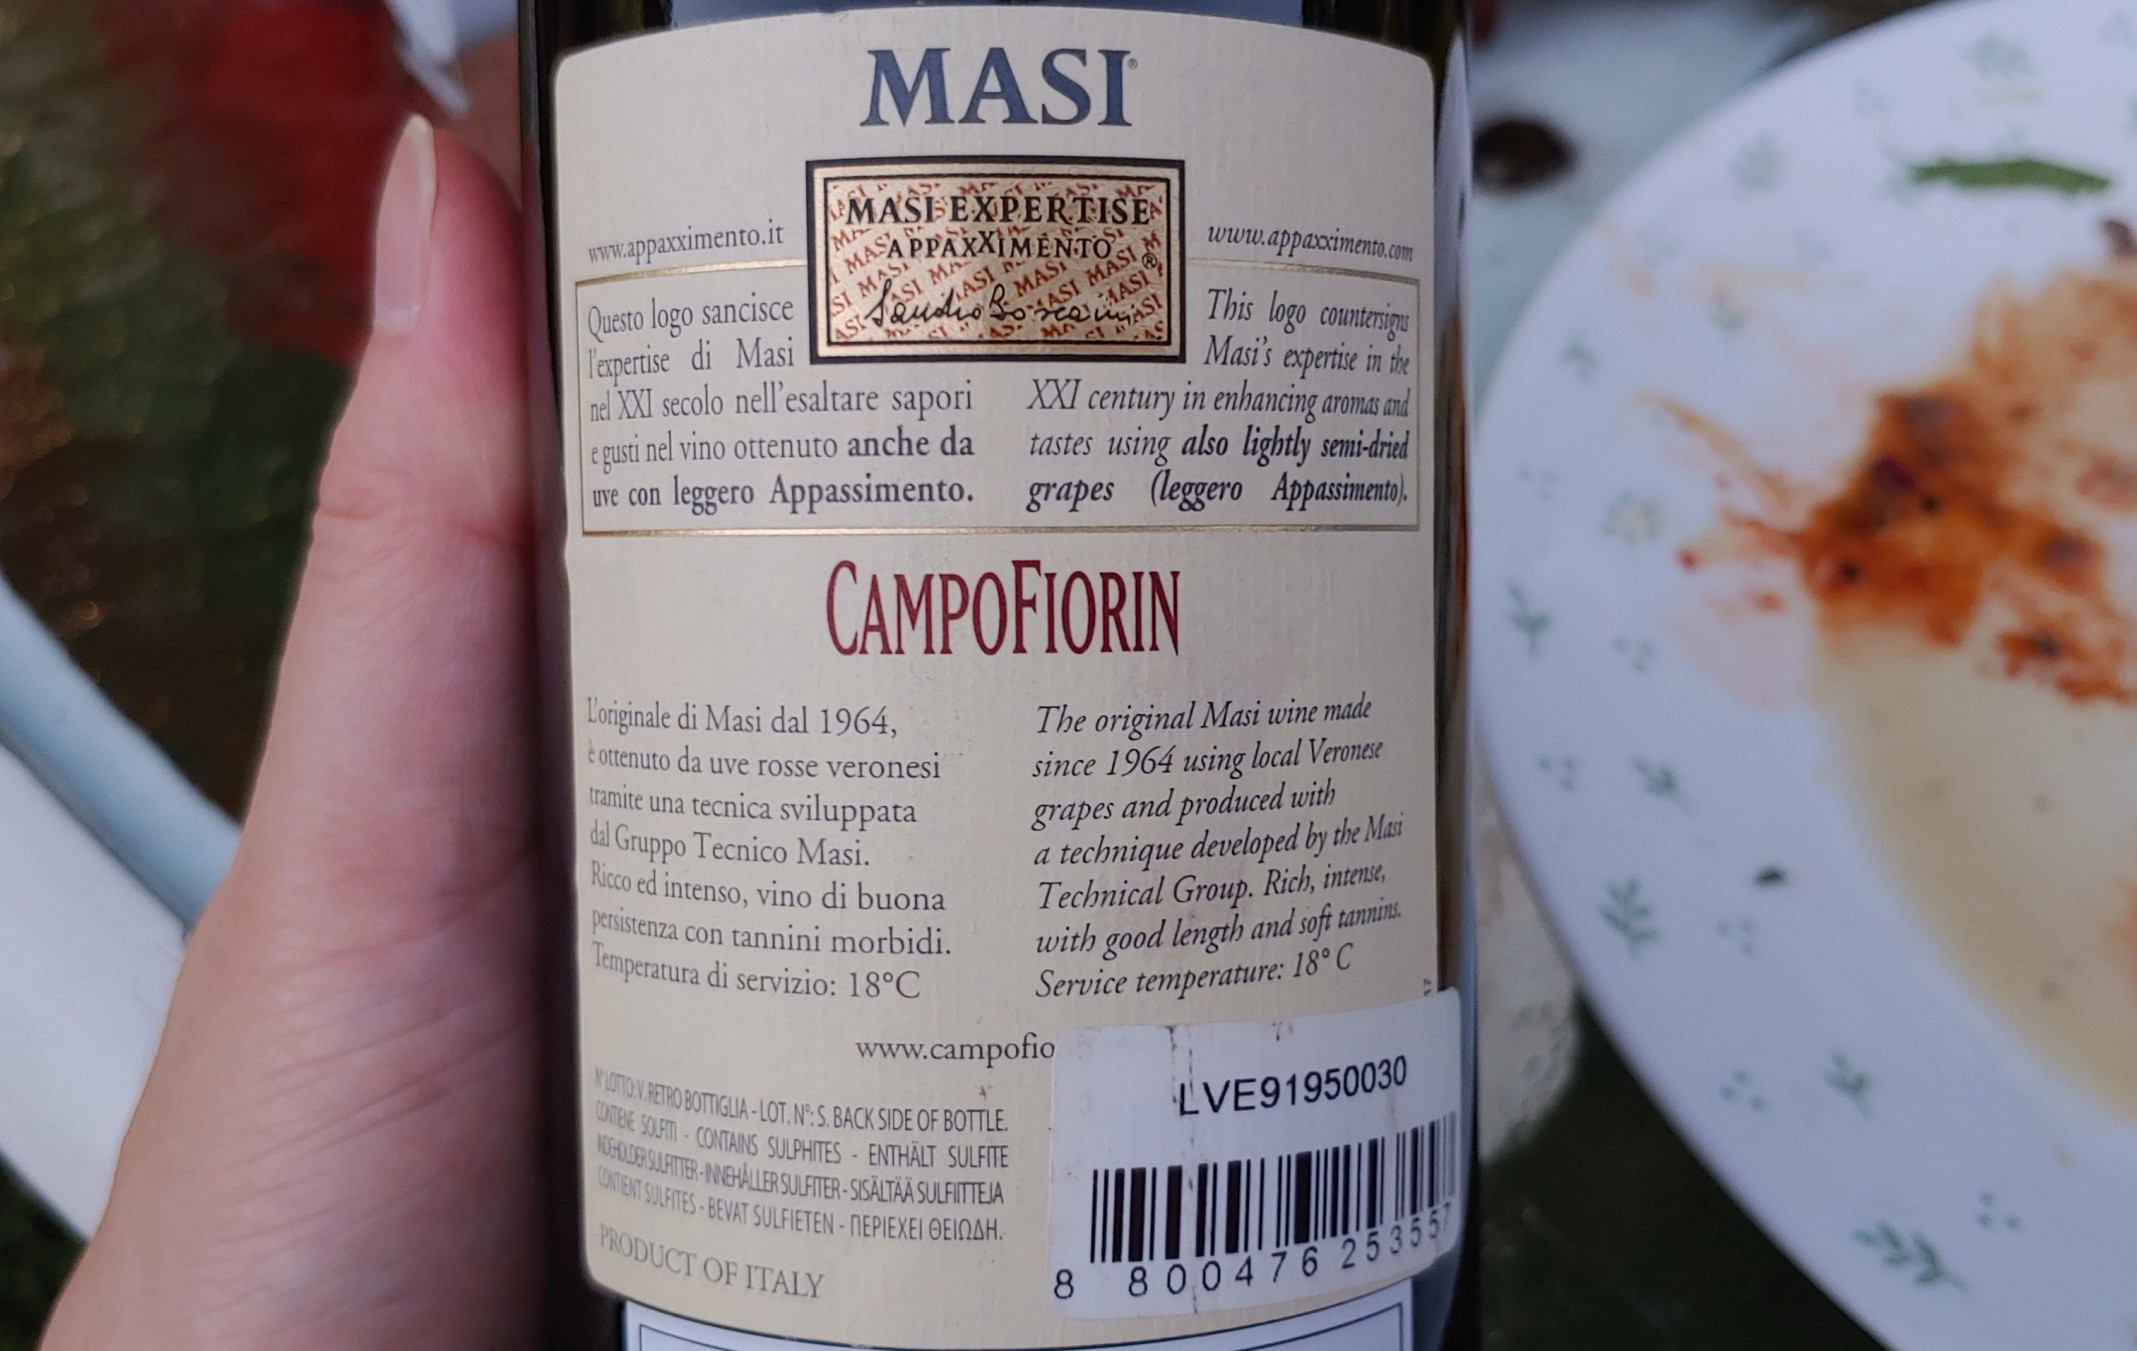 MASI®
MASI EXPERTISE
APPAXXIMENTO®
Sandro Boscaini
www.appaxximento.it
www.appaxximento.com
Questo logo sancisce
l'expertise di Masi
nel XXI secolo nell'esaltare sapori
e gusti nel vino ottenuto anche da
uve con leggero Appassimento.
This logo countersigns
Masi's expertise in the
XXI century in enhancing aromas and
tastes using also lightly semi-dried
grapes (leggero Appassimento).
CAMPOFIORIN
L'originale di Masi dal 1964,
è ottenuto da uve rosse veronesi
tramite una tecnica sviluppata
dal Gruppo Tecnico Masi.
Ricco ed intenso, vino di buona
persistenza con tannini morbidi.
Temperatura di servizio: 18°C
The original Masi wine made
since 1964 using local Veronese
grapes and produced with
a technique developed by the Masi
Technical Group. Rich, intense,
with good length and soft tannins.
Service temperature: 18° C
www.campofio
N° LOTTO: V. RETRO BOTTIGLIA - LOT. N°: S. BACK SIDE OF BOTTLE.
CONTIENE SOLFITI - CONTAINS SULPHITES - ENTHÄLT SULFITE
INDEHOLDER SULFITTER - INNEHÅLLER SULFITER - SISÄLTÄÄ SULFIITTEJA
CONTIENT SULFITES - BEVAT SULFIETEN - ΠΕΡΙΕΧΕΙ ΘΕΙΩΔΗ.
PRODUCT OF ITALY
LVE91950030
8 800476 253557